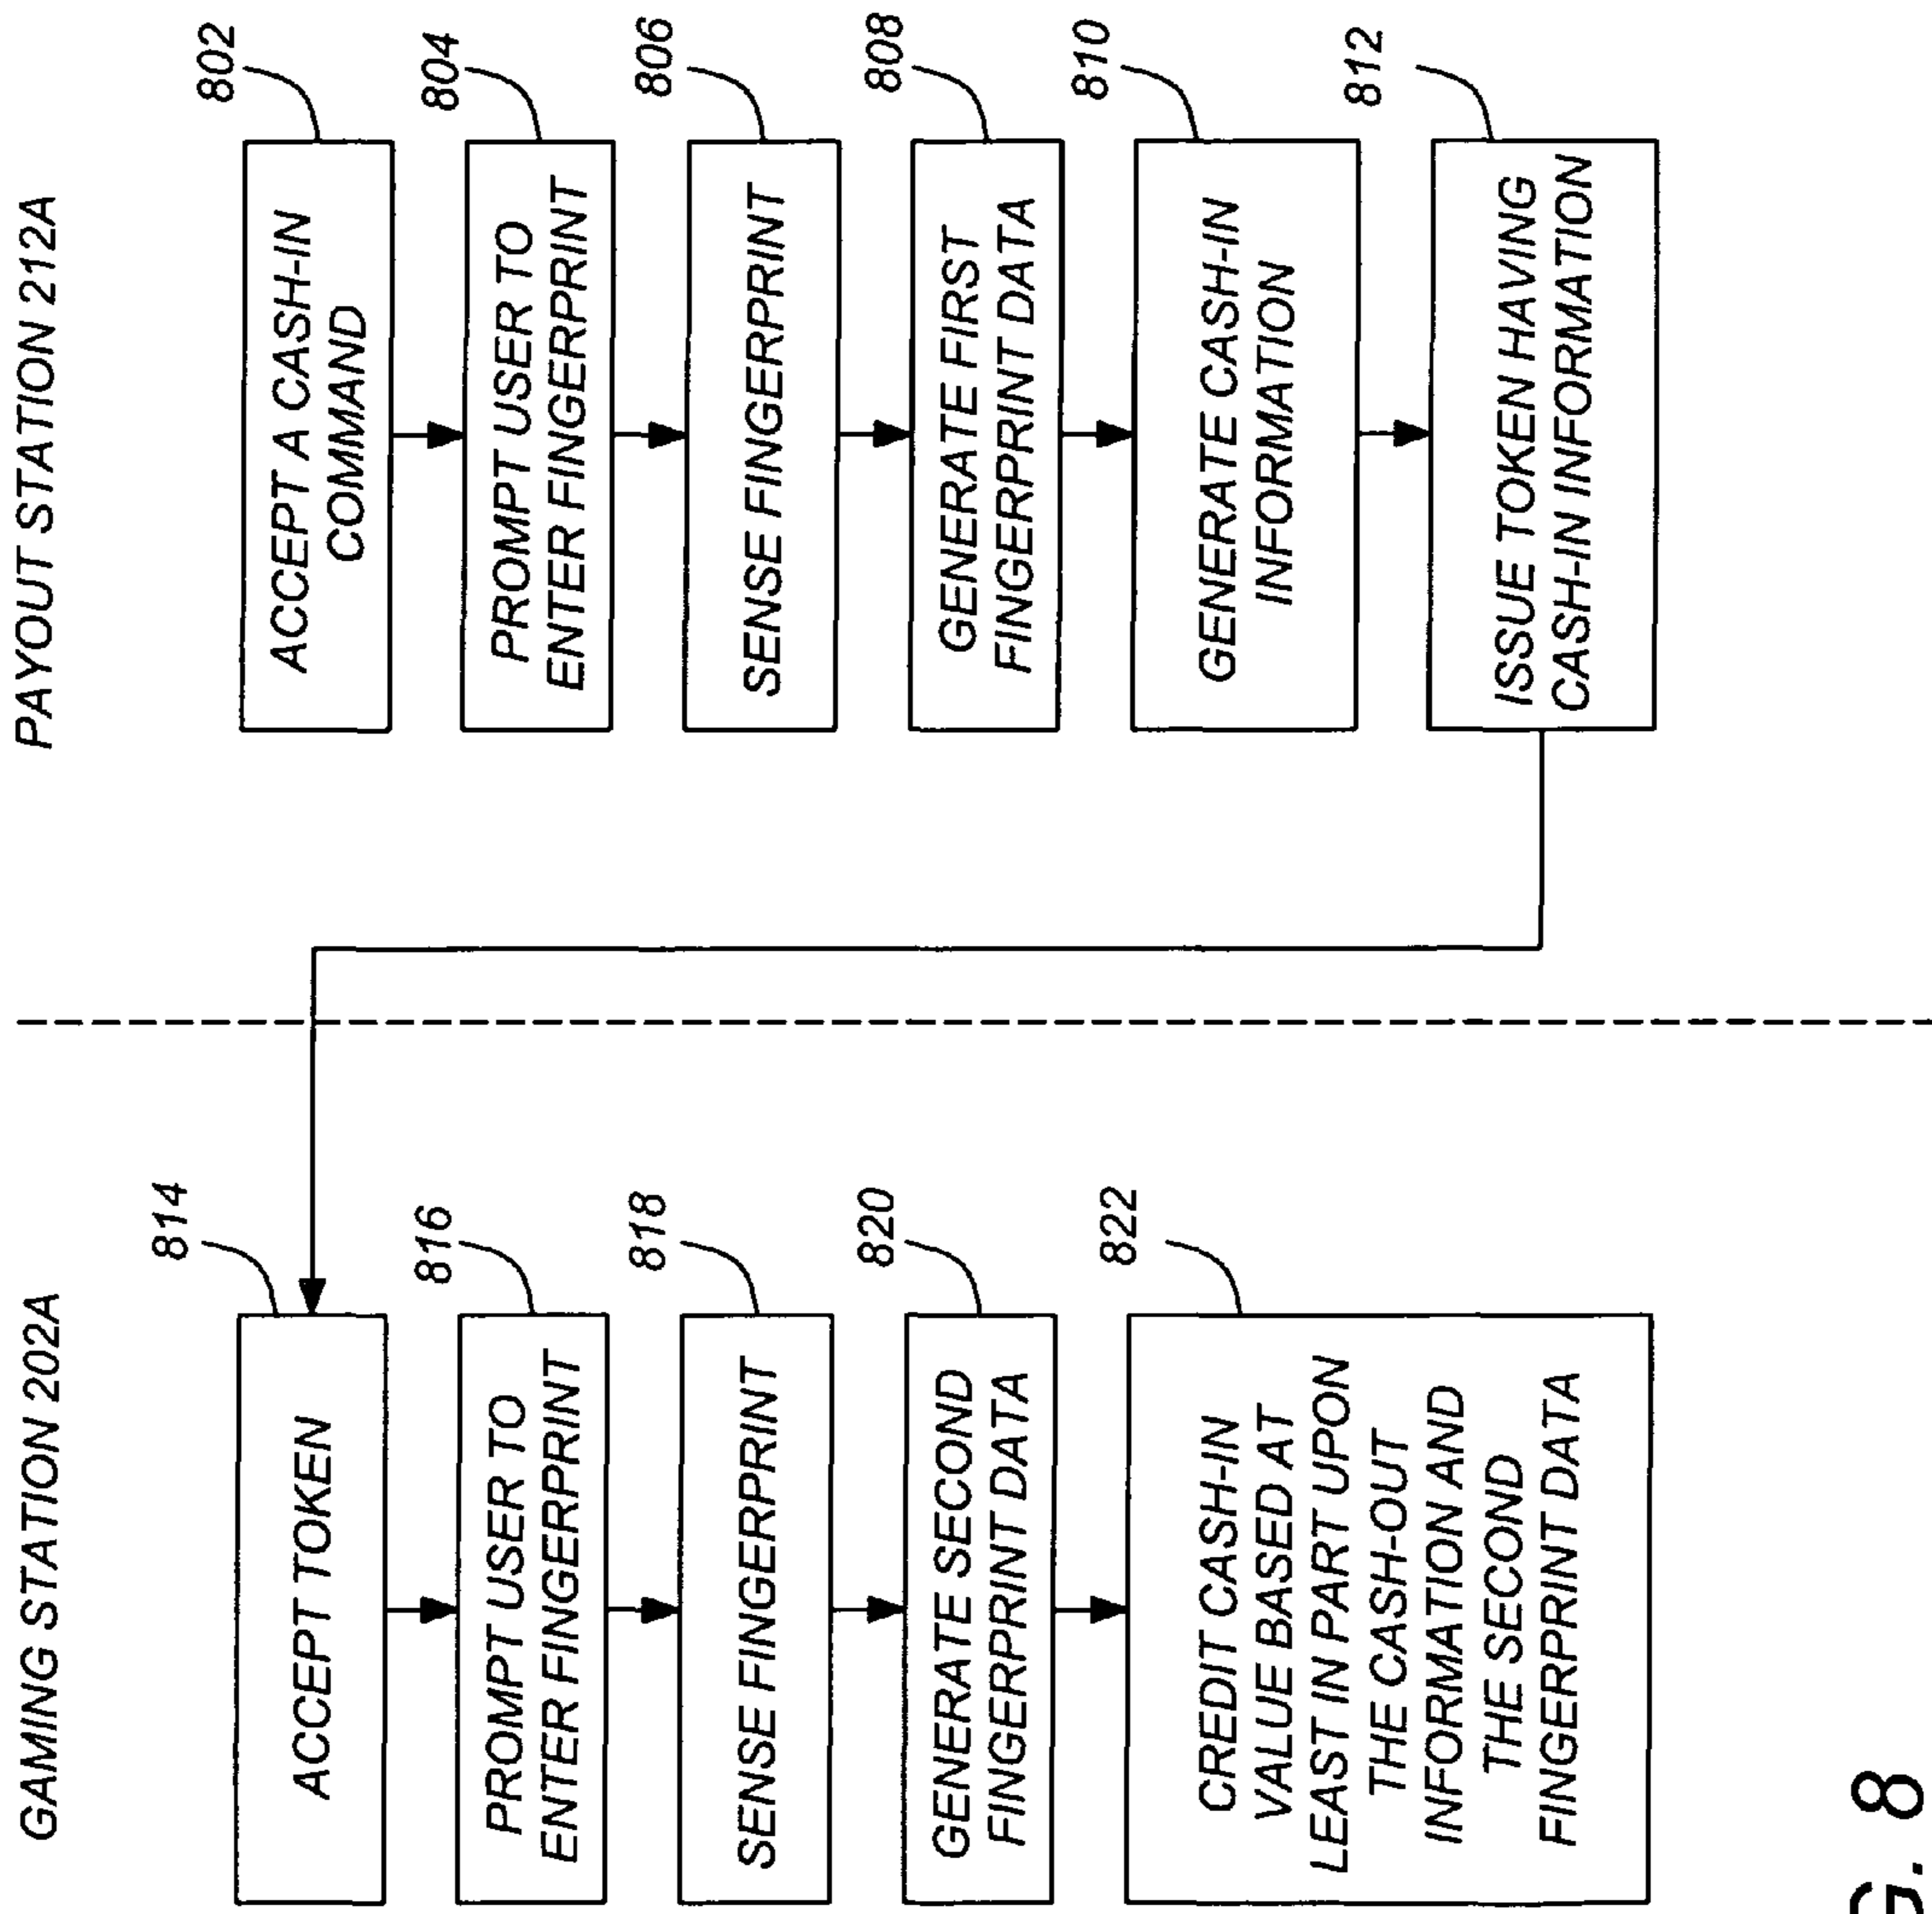 GAMING STATION 202A
814
ACCEPT TOKEN
816
PROMPT USER TO
ENTER FINGERPRINT
818
SENSE FINGERPRINT
820
GENERATE SECOND
FINGERPRINT DATA
822
CREDIT CASH-IN
VALUE BASED AT
LEAST IN PART UPON
THE CASH-OUT
INFORMATION AND
THE SECOND
FINGERPRINT DATA
PAYOUT STATION 212A
802
ACCEPT A CASH-IN
COMMAND
804
PROMPT USER TO
ENTER FINGERPRINT
806
SENSE FINGERPRINT
808
GENERATE FIRST
FINGERPRINT DATA
810
GENERATE CASH-IN
INFORMATION
812
ISSUE TOKEN HAVING
CASH-IN INFORMATION
G. 8